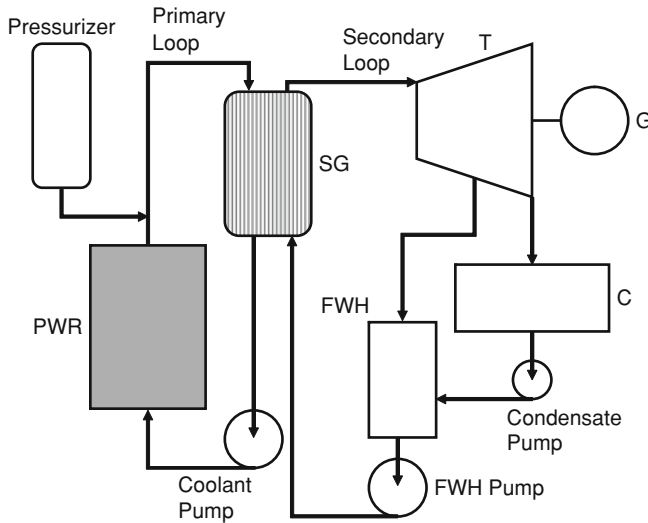 Pressurizer
Primary
Loop
Secondary
Loop
T
G
SG
PWR
FWH
C
Condensate
Pump
Coolant
Pump
FWH Pump